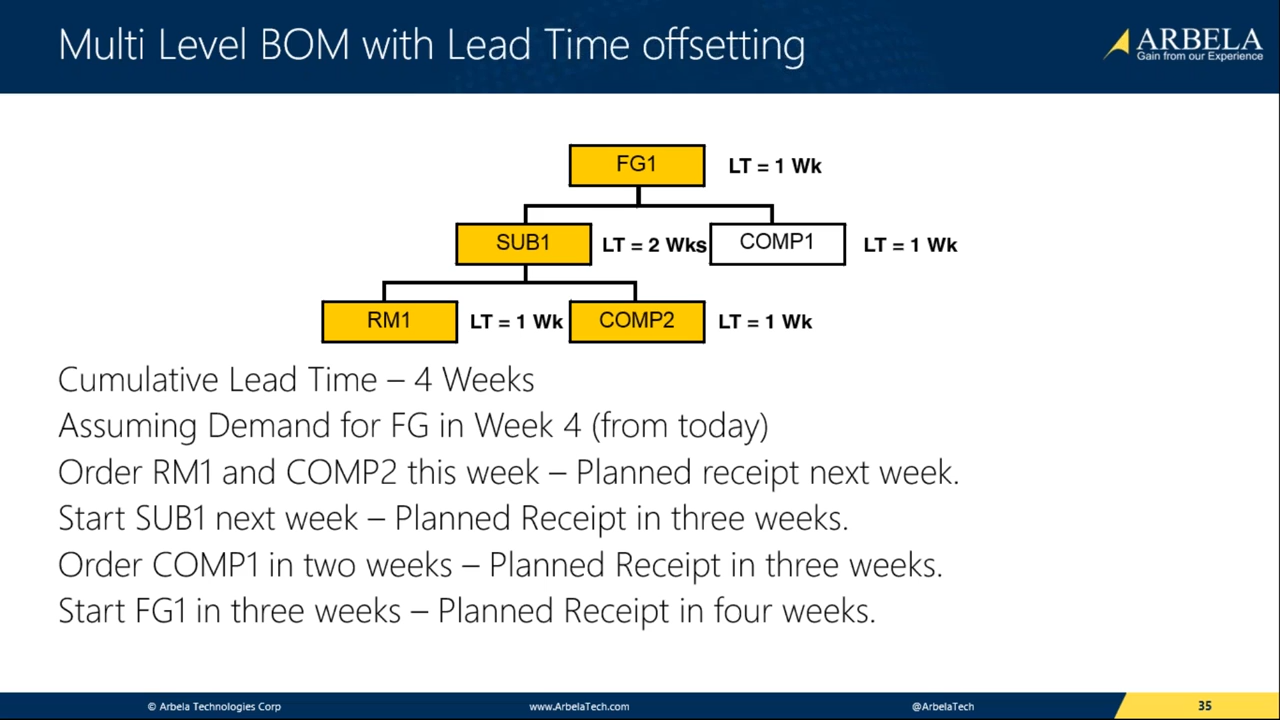 Multi Level BOM with Lead Time offsetting
ARBELA
Gain from our Experience
FG1
LT = 1 Wk
SUB1
LT = 2 Wks
COMP1
LT = 1 Wk
RM1
LT = 1 Wk
COMP2
LT = 1 Wk
Cumulative Lead Time – 4 Weeks
Assuming Demand for FG in Week 4 (from today)
Order RM1 and COMP2 this week – Planned receipt next week.
Start SUB1 next week – Planned Receipt in three weeks.
Order COMP1 in two weeks – Planned Receipt in three weeks.
Start FG1 in three weeks – Planned Receipt in four weeks.
© Arbela Technologies Corp
www.ArbelaTech.com
@ArbelaTech
35